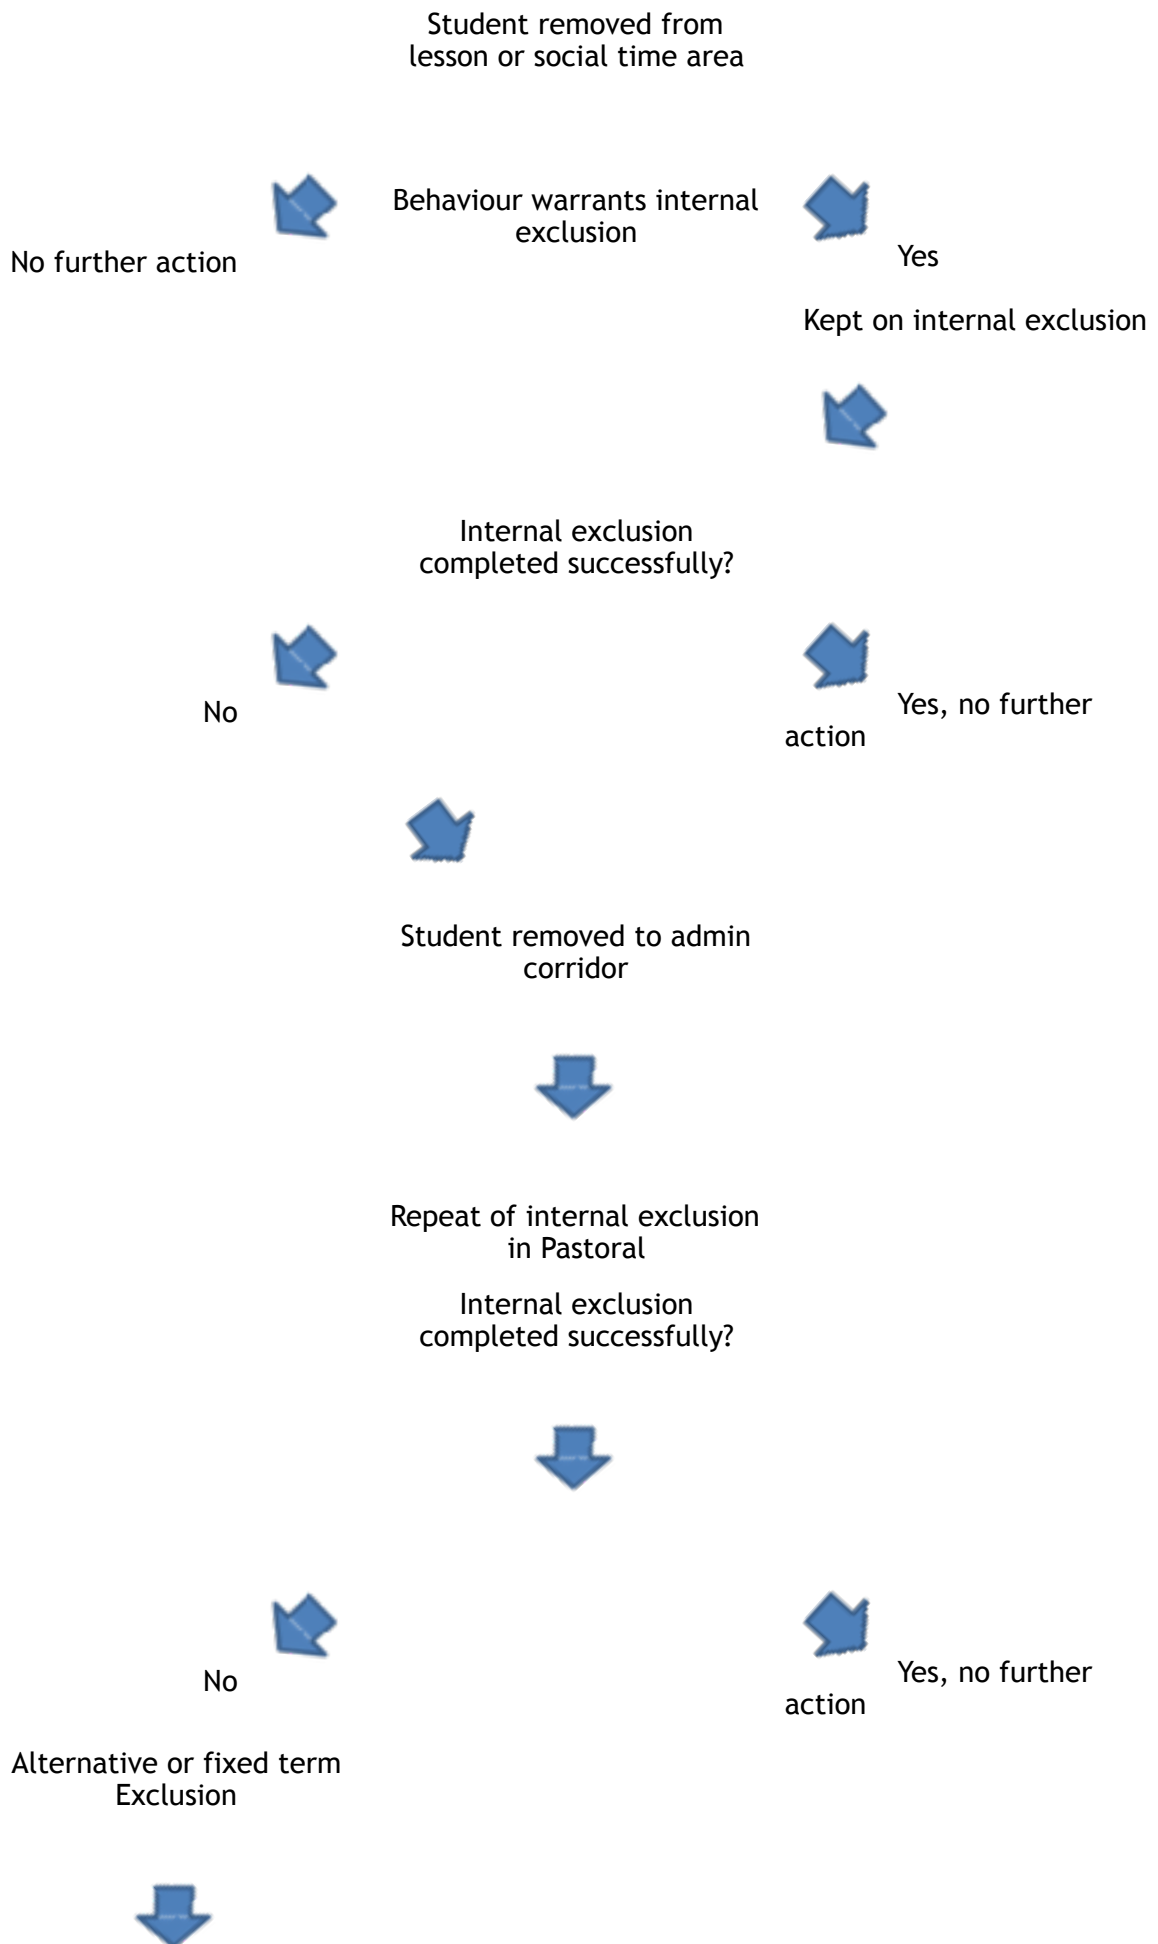 Student removed from
lesson or social time area
Behaviour warrants internal
exclusion
No further action
Yes
Kept on internal exclusion
Internal exclusion
completed successfully?
No
Yes, no further
action
Student removed to admin
corridor
Repeat of internal exclusion
in Pastoral
Internal exclusion
completed successfully?
No
Yes, no further
action
Alternative or fixed term
Exclusion